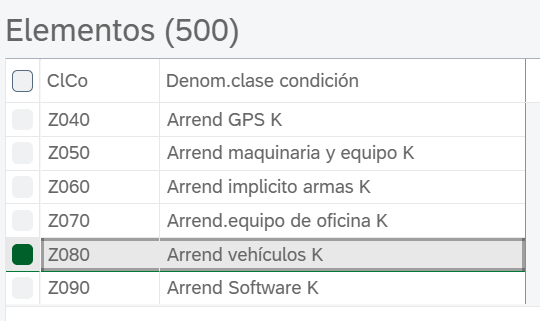 Elementos (500)
ClCo Denom.clase condición
Z040 Arrend GPS K
Z050 Arrend maquinaria y equipo K
Z060 Arrend implicito armas K
Z070 Arrend.equipo de oficina K
Z080 Arrend vehículos K
Z090 Arrend Software K